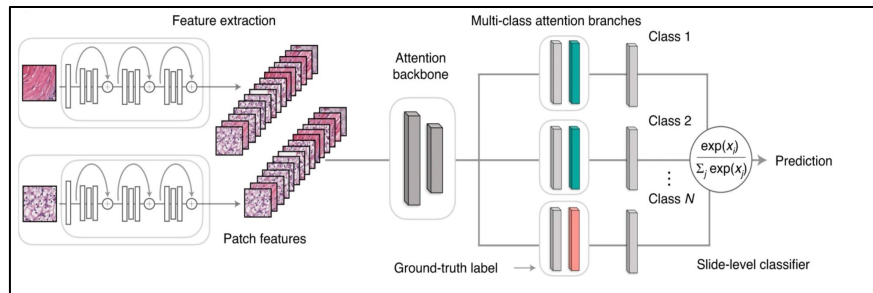 Feature extraction
Multi-class attention branches
Attention
backbone
Class 1
Class 2
⋮
Class N
exp(xᵢ)
Σⱼ exp(xⱼ)
Prediction
Patch features
Ground-truth label
Slide-level classifier